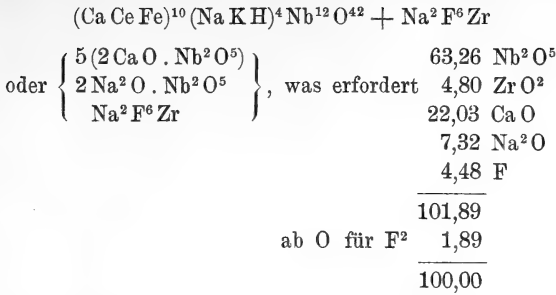 (Ca Ce Fe)¹⁰ (Na K H)⁴ Nb¹² O⁴² + Na² F⁶ Zr
5 (2 Ca O . Nb² O⁵) 63,26 Nb² O⁵
oder { 2 Na² O . Nb² O⁵ }, was erfordert 4,80 Zr O²
Na² F⁶ Zr 22,03 Ca O
7,32 Na² O
4,48 F
101,89
ab O für F² 1,89
100,00